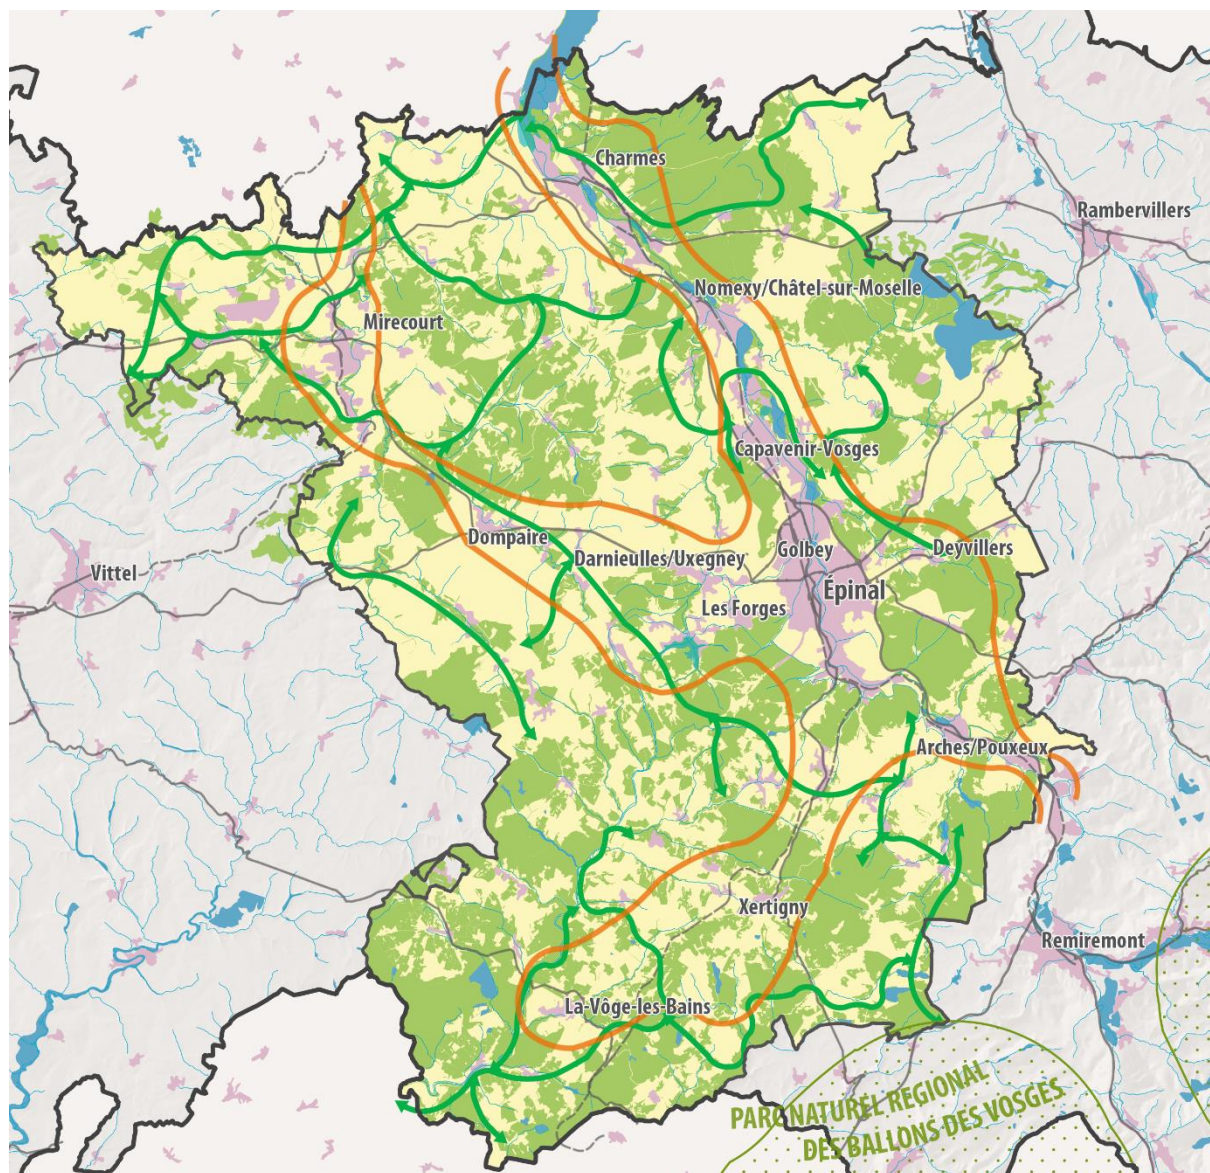 Charmes
Rambervillers
Nomexy/Châtel-sur-Moselle
Mirecourt
Capavenir-Vosges
Dompaire
Golbey
Deyvillers
Darnieulles/Uxegney
Vittel
Épinal
Les Forges
Arches/Pouxeux
Xertigny
Remiremont
La-Vôge-les-Bains
PARC NATUREL RÉGIONAL
DES BALLONS DES VOSGES